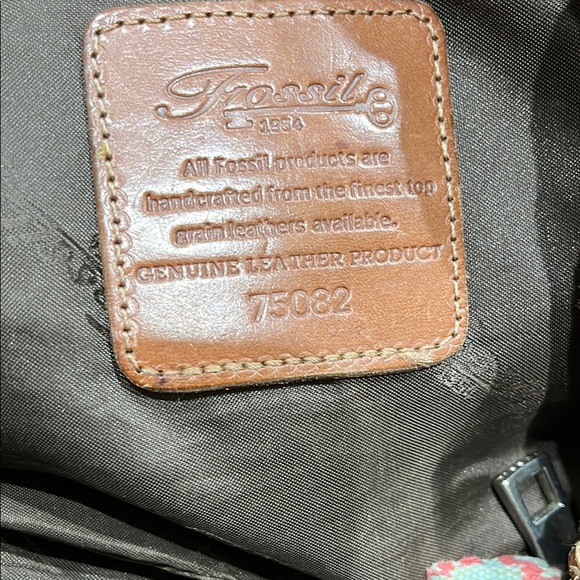 Fossil
1954
All Fossil products are
handcrafted from the finest top
grain leathers available.
GENUINE LEATHER PRODUCT
75082